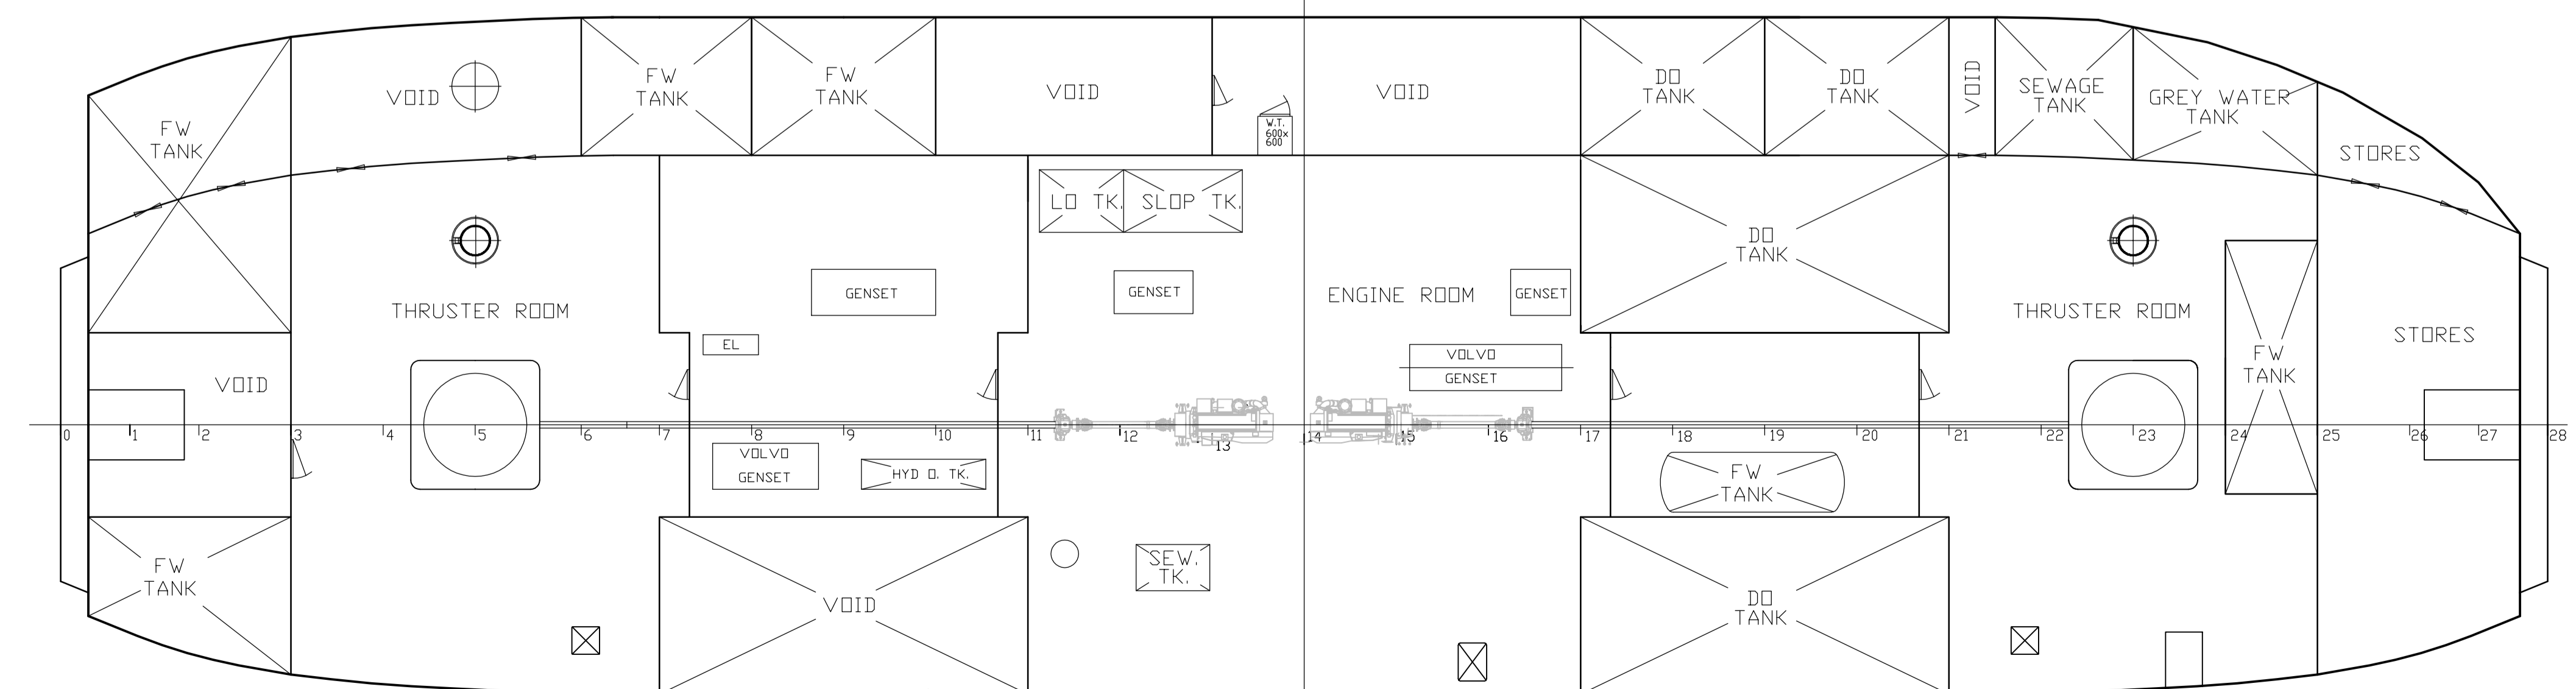 FW
TANK
VOID
FW
TANK
FW
TANK
VOID
W.T.
600x
600
VOID
DO
TANK
DO
TANK
VOID
SEWAGE
TANK
GREY WATER
TANK
STORES
LO TK.
SLOP TK.
DO
TANK
THRUSTER ROOM
GENSET
GENSET
ENGINE ROOM
GENSET
THRUSTER ROOM
STORES
EL
VOLVO
GENSET
FW
TANK
VOID
0 1 2 3 4 5 6 7 8 9 10 11 12 13 14 15 16 17 18 19 20 21 22 23 24 25 26 27 28
VOLVO
GENSET
HYD O. TK.
FW
TANK
FW
TANK
VOID
SEW.
TK.
DO
TANK